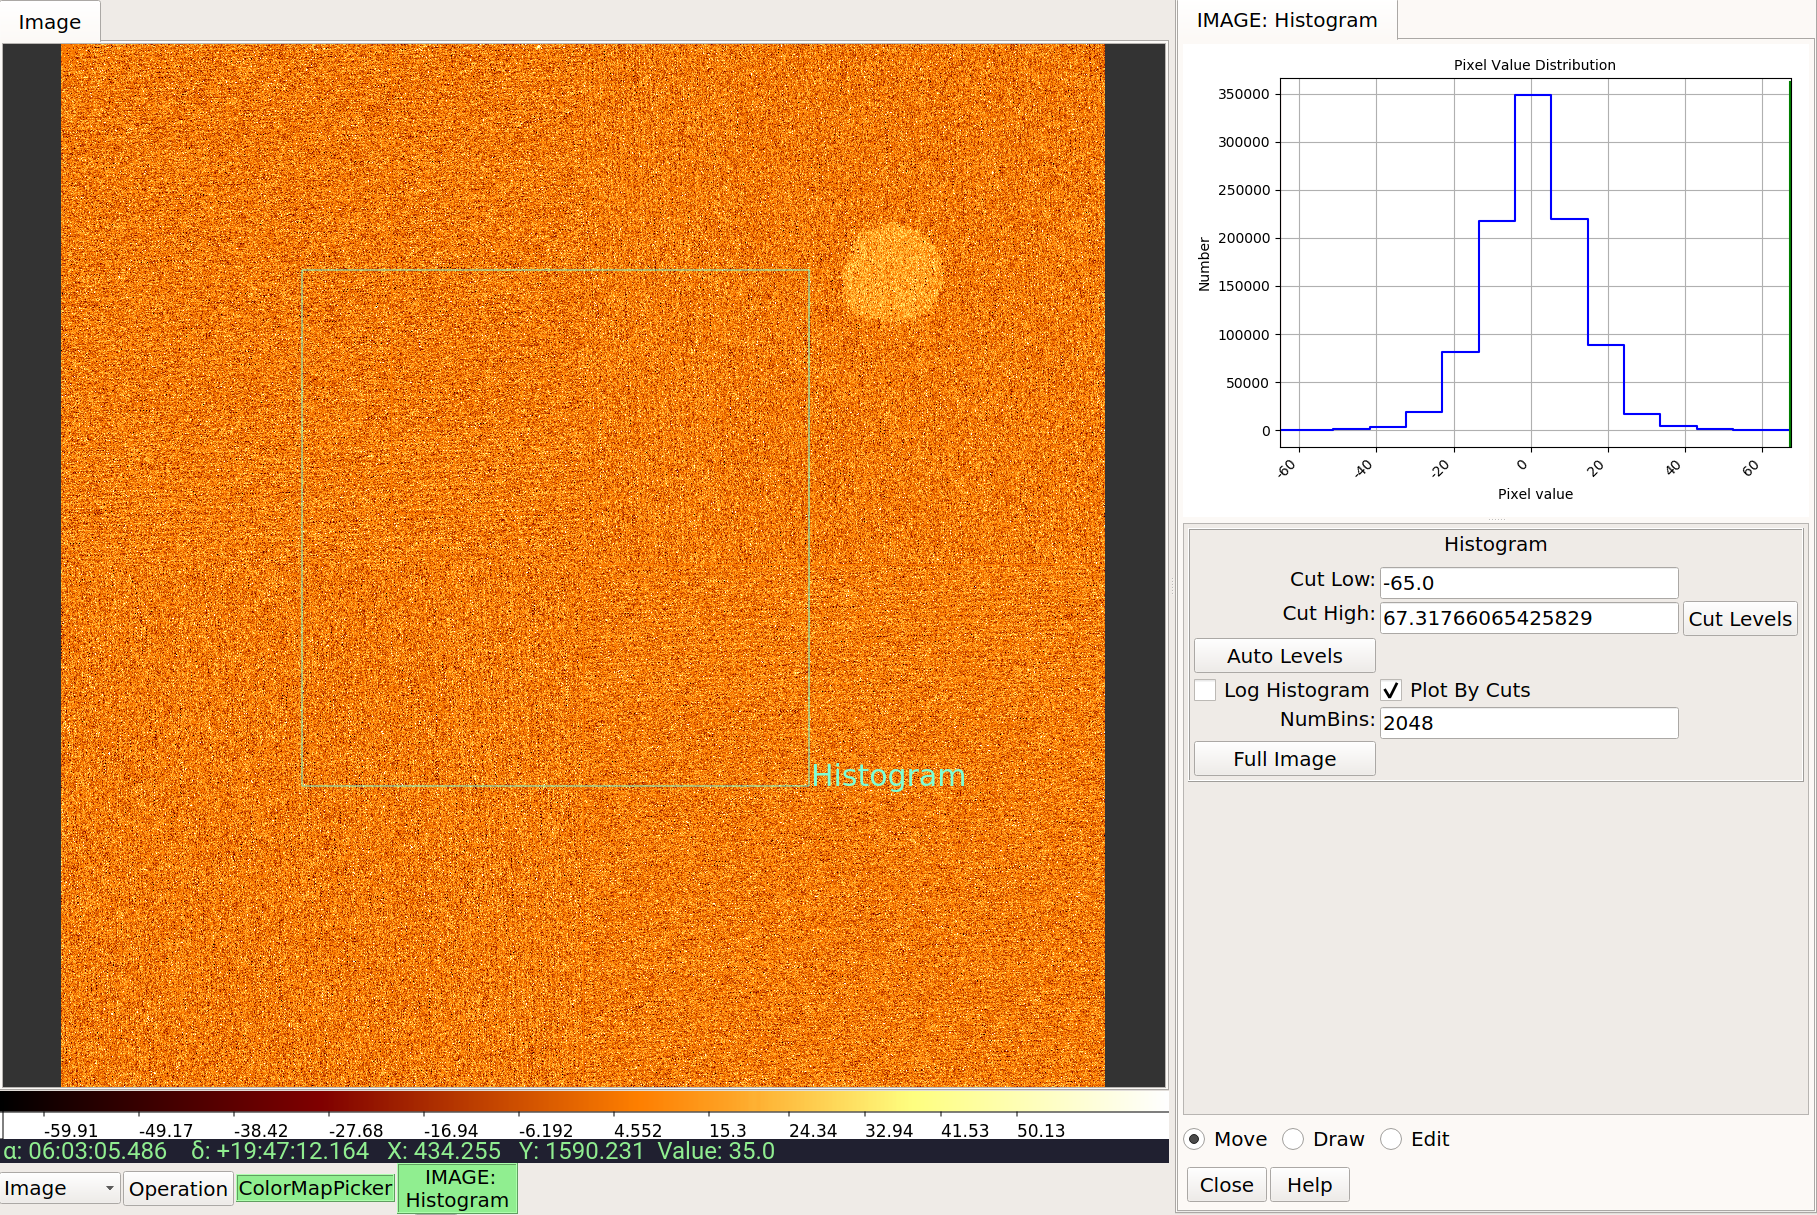 Image
Histogram
-59.91 -49.17 -38.42 -27.68 -16.94 -6.192 4.552 15.3 24.34 32.94 41.53 50.13
α: 06:03:05.486 δ: +19:47:12.164 X: 434.255 Y: 1590.231 Value: 35.0
Image Operation ColorMapPicker IMAGE:
Histogram
IMAGE: Histogram
Pixel Value Distribution
350000
300000
250000
200000
150000
100000
50000
0
Number
-60 -40 -20 0 20 40 60
Pixel value
Histogram
Cut Low: -65.0
Cut High: 67.31766065425829 Cut Levels
Auto Levels
Log Histogram Plot By Cuts
NumBins: 2048
Full Image
Move Draw Edit
Close Help